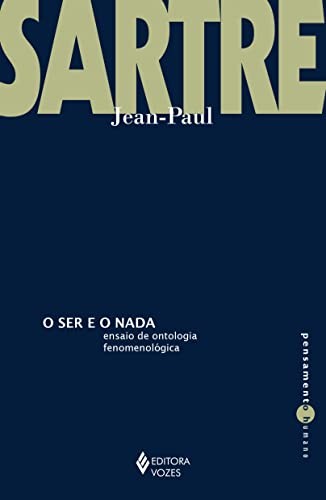 SARTRE
Jean-Paul
O SER E O NADA
ensaio de ontologia
fenomenológica
pensamento humano
EDITORA
VOZES